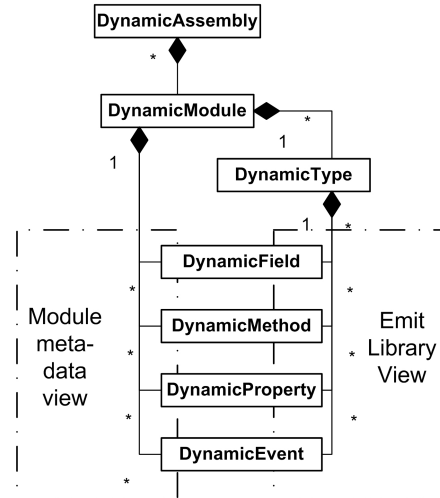 DynamicAssembly
*
DynamicModule
*
1
1
DynamicType
1
*
DynamicField
*
*
Module
meta-
data
view
DynamicMethod
Emit
Library
View
*
*
DynamicProperty
*
*
DynamicEvent
*